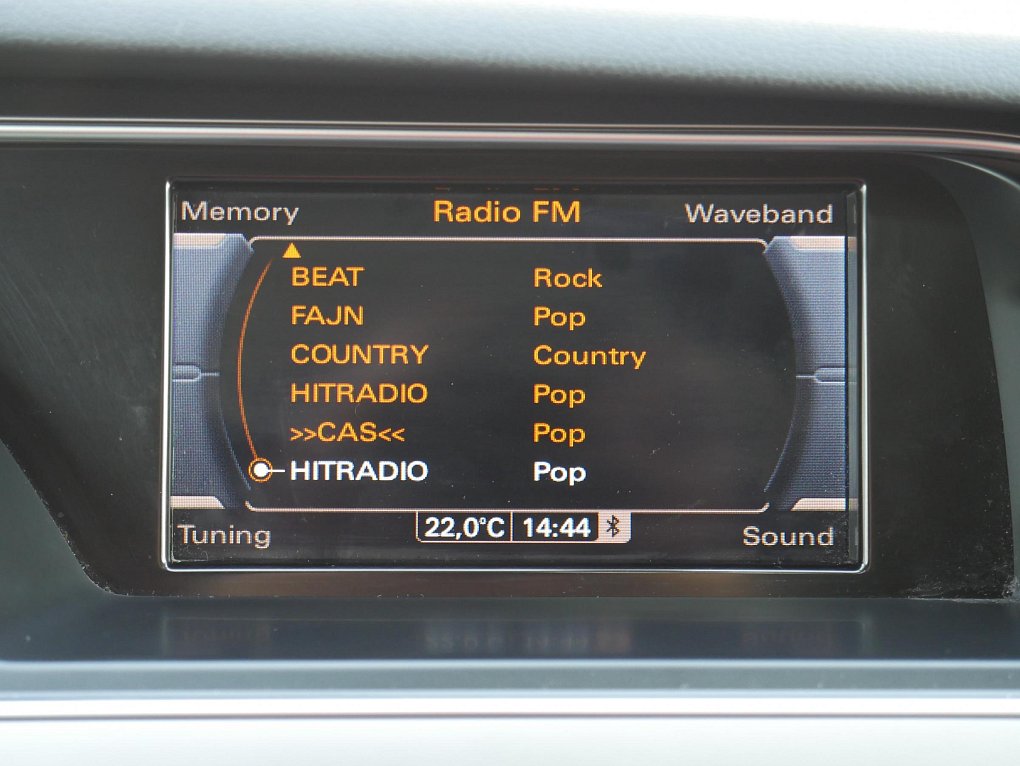 Memory Radio FM Waveband
BEAT Rock
FAJN Pop
COUNTRY Country
HITRADIO Pop
>>CAS<< Pop
HITRADIO Pop
Tuning 22,0°C 14:44 Sound